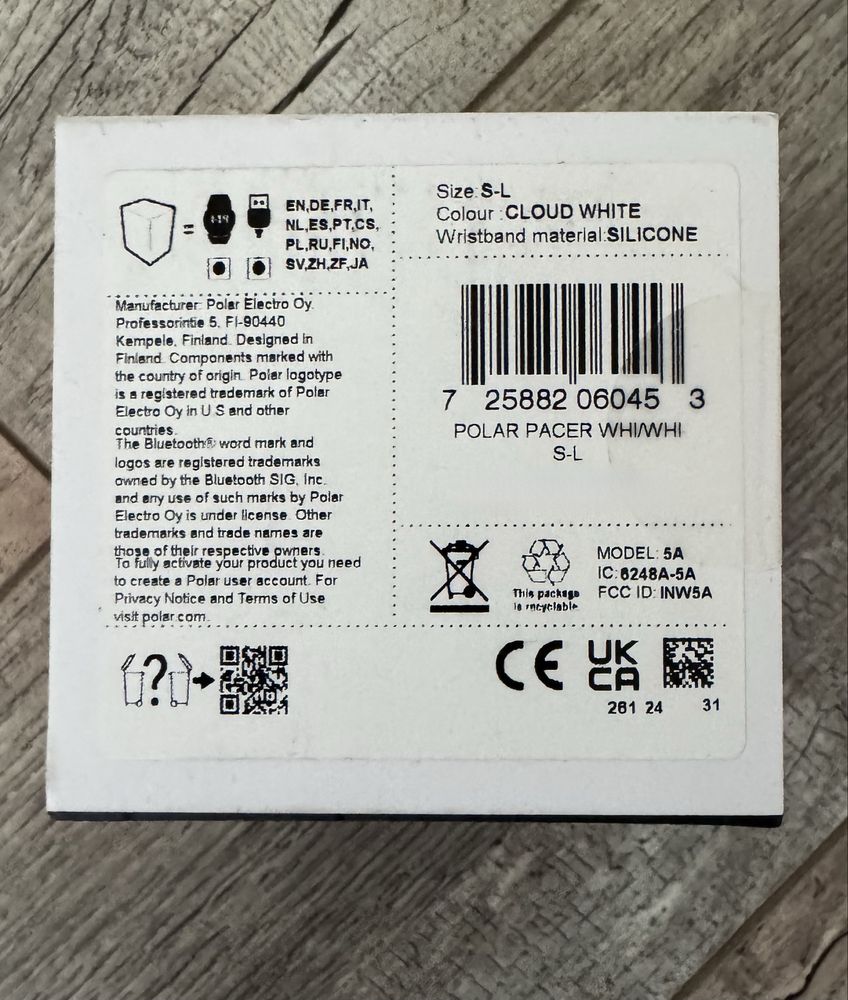 EN,DE,FR,IT,
NL,ES,PT,CS,
PL,RU,FI,NO,
SV,ZH,ZF,JA
Manufacturer: Polar Electro Oy.
Professorintie 5, FI-90440
Kempele, Finland. Designed in
Finland. Components marked with
the country of origin. Polar logotype
is a registered trademark of Polar
Electro Oy in U.S and other
countries.
The Bluetooth® word mark and
logos are registered trademarks
owned by the Bluetooth SIG, Inc.
and any use of such marks by Polar
Electro Oy is under license. Other
trademarks and trade names are
those of their respective owners.
To fully activate your product you need
to create a Polar user account. For
Privacy Notice and Terms of Use
visit polar.com.
?
Size:S-L
Colour :CLOUD WHITE
Wristband material:SILICONE
7 25882 06045 3
POLAR PACER WHI/WHI
S-L
This package
is recyclable
MODEL: 5A
IC:6248A-5A
FCC ID: INW5A
CE UK
CA
261 24 31